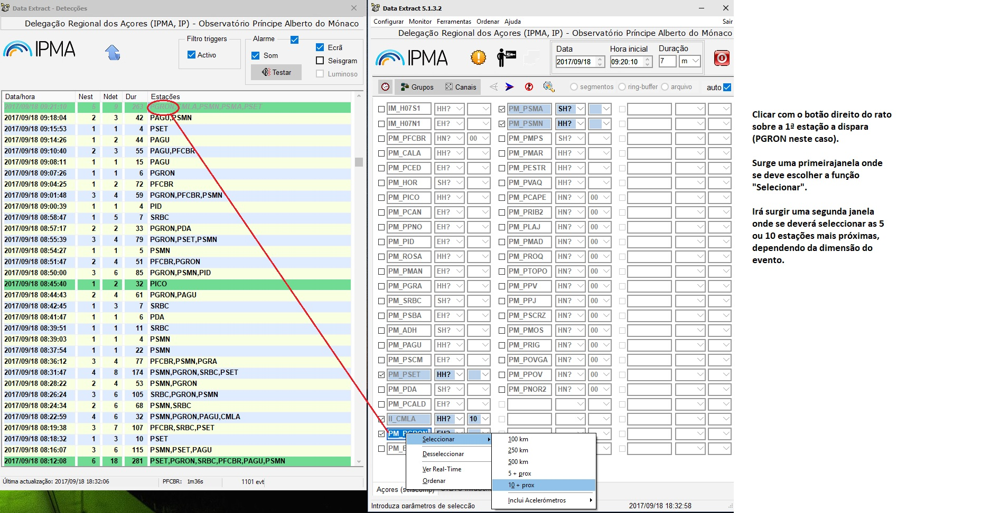 Data Extract - Detecções
Delegação Regional dos Açores (IPMA, IP) - Observatório Príncipe Alberto do Mónaco
IPMA
Filtro triggers
Activo
Alarme
Som
Testar
Ecrã
Seisgram
Luminoso
Data/hora Nest Ndet Dur Estações
2017/09/18 09:21:10 5 9 263 PGRON,CMLA,PSMN,PSMA,PSET
2017/09/18 09:18:04 2 3 42 PAGU,PSMN
2017/09/18 09:15:53 1 1 4 PSET
2017/09/18 09:14:26 1 2 44 PAGU
2017/09/18 09:10:40 2 3 55 PAGU,PFCBR
2017/09/18 09:08:11 1 1 15 PAGU
2017/09/18 09:07:26 1 1 6 PGRON
2017/09/18 09:04:25 1 2 72 PFCBR
2017/09/18 09:01:48 3 4 59 PGRON,PFCBR,PSMN
2017/09/18 09:00:39 1 1 4 PID
2017/09/18 08:58:47 1 5 7 SRBC
2017/09/18 08:57:17 2 2 33 PGRON,PDA
2017/09/18 08:55:39 3 4 79 PGRON,PSET,PSMN
2017/09/18 08:54:27 1 1 5 PSMN
2017/09/18 08:51:47 2 4 51 PFCBR,PGRON
2017/09/18 08:50:00 3 6 85 PGRON,PSMN,PID
2017/09/18 08:45:40 1 2 32 PICO
2017/09/18 08:44:43 2 4 61 PGRON,PAGU
2017/09/18 08:42:45 1 3 7 SRBC
2017/09/18 08:41:47 1 1 6 PDA
2017/09/18 08:39:51 1 1 11 SRBC
2017/09/18 08:39:03 1 1 4 PSMN
2017/09/18 08:37:54 1 1 22 PSMN
2017/09/18 08:36:12 3 4 77 PFCBR,PSMN,PGRA
2017/09/18 08:31:47 4 8 174 PSMN,PGRON,SRBC,PSET
2017/09/18 08:28:22 2 4 53 PSMN,PGRON
2017/09/18 08:26:24 3 6 105 SRBC,PGRON,PSMN
2017/09/18 08:24:34 2 6 68 PSMN,SRBC
2017/09/18 08:22:59 4 6 32 PSMN,PGRON,PAGU,CMLA
2017/09/18 08:19:38 3 7 107 PFCBR,SRBC,PSET
2017/09/18 08:18:32 1 3 10 PSET
2017/09/18 08:16:07 3 6 115 PSMN,PSET,PAGU
2017/09/18 08:12:08 6 18 281 PSET,PGRON,SRBC,PFCBR,PAGU,PSMN
Última actualização: 2017/09/18 18:32:06 PFCBR: 1m36s 1101 evt
Data Extract 5.1.3.2
Configurar Monitor Ferramentas Ordenar Ajuda Sair
Delegação Regional dos Açores (IPMA, IP) - Observatório Príncipe Alberto do Mónaco
IPMA
Data Hora inicial Duração
2017/09/18 09:20:10 7 m
Grupos Canais segmentos ring-buffer arquivo auto
IM_H07S1 HH? PM_PSMA SH?
IM_H07N1 EH? PM_PSMN HH?
PM_PFCBR HN? 00 PM_PMPS SH?
PM_CALA HH? PM_PMAR HH?
PM_PCED EH? PM_PESTR HH?
PM_HOR SH? PM_PVAQ HH?
PM_PICO HH? PM_PCAPE HN? 00
PM_PCAN EH? PM_PRIB2 HN? 00
PM_PPNO EH? PM_PLAJ HN? 00
PM_PID EH? PM_PMAD HN? 00
PM_ROSA HH? PM_PROQ HN? 00
PM_PMAN EH? PM_PTOPO HN? 00
PM_PGRA HH? PM_PPV HN? 00
PM_SRBC SH? PM_PPJ HN? 00
PM_PSBA EH? PM_PSCRZ HN? 00
PM_ADH SH? PM_PMOS HN? 00
PM_PAGU HH? PM_PRIG HN? 00
PM_PSCM EH? PM_POVGA HN? 00
PM_PSET HH? PM_PPOV HN? 00
PM_PDA SH? PM_PNOR2 HN? 00
PM_PCALD EH?
II_CMLA HH? 10
PM_PGRON EH?
Seleccionar
Desseleccionar
Ver Real-Time
Ordenar
100 km
250 km
500 km
5 + prox
10 + prox
Inclui Acelerómetros
Açores (seiscomp)
Introduza parâmetros de selecção 2017/09/18 18:32:58
Clicar com o botão direito do rato
sobre a 1ª estação a dispara
(PGRON neste caso).
Surge uma primeirajanela onde
se deve escolher a função
"Selecionar".
Irá surgir uma segunda janela
onde se deverá seleccionar as 5
ou 10 estações mais próximas,
dependendo da dimensão do
evento.